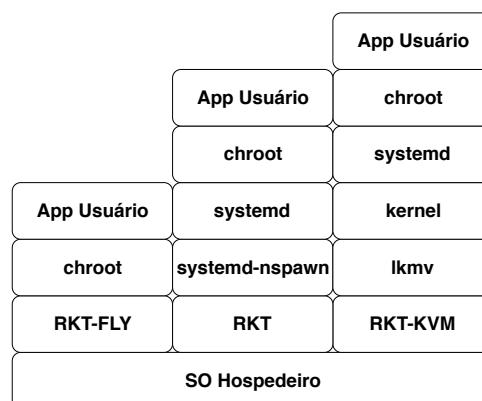 App Usuário
App Usuário chroot
chroot systemd
App Usuário systemd kernel
chroot systemd-nspawn lkmv
RKT-FLY RKT RKT-KVM
SO Hospedeiro